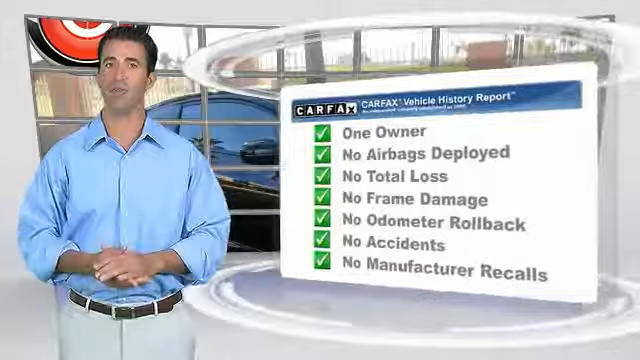 CARFAX CARFAX Vehicle History Report™
One Owner
No Airbags Deployed
No Total Loss
No Frame Damage
No Odometer Rollback
No Accidents
No Manufacturer Recalls